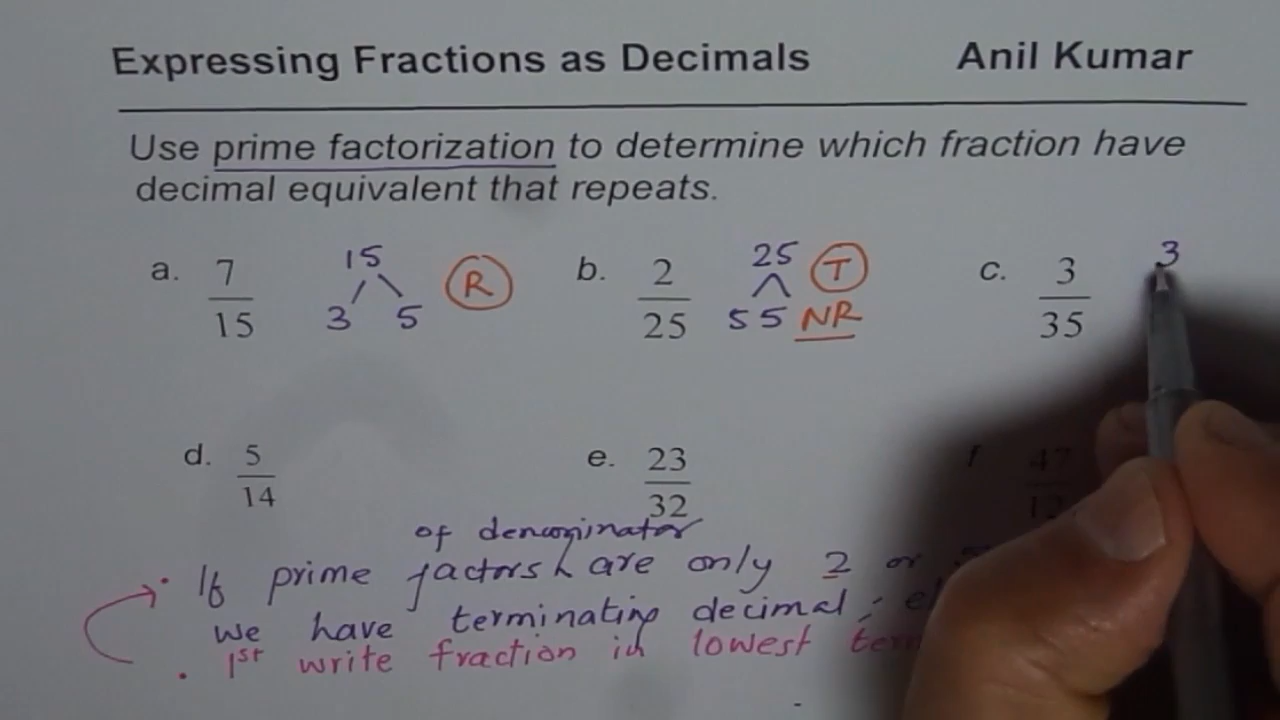 Expressing Fractions as Decimals Anil Kumar
Use prime factorization to determine which fraction have
decimal equivalent that repeats.
a. 7/15 15 3 5 R b. 2/25 25 5 5 T NR c. 3/35 3
d. 5/14 e. 23/32 f 47
of denominator
· If prime factors are only 2 or
we have terminating decimal;
· 1st write fraction in lowest